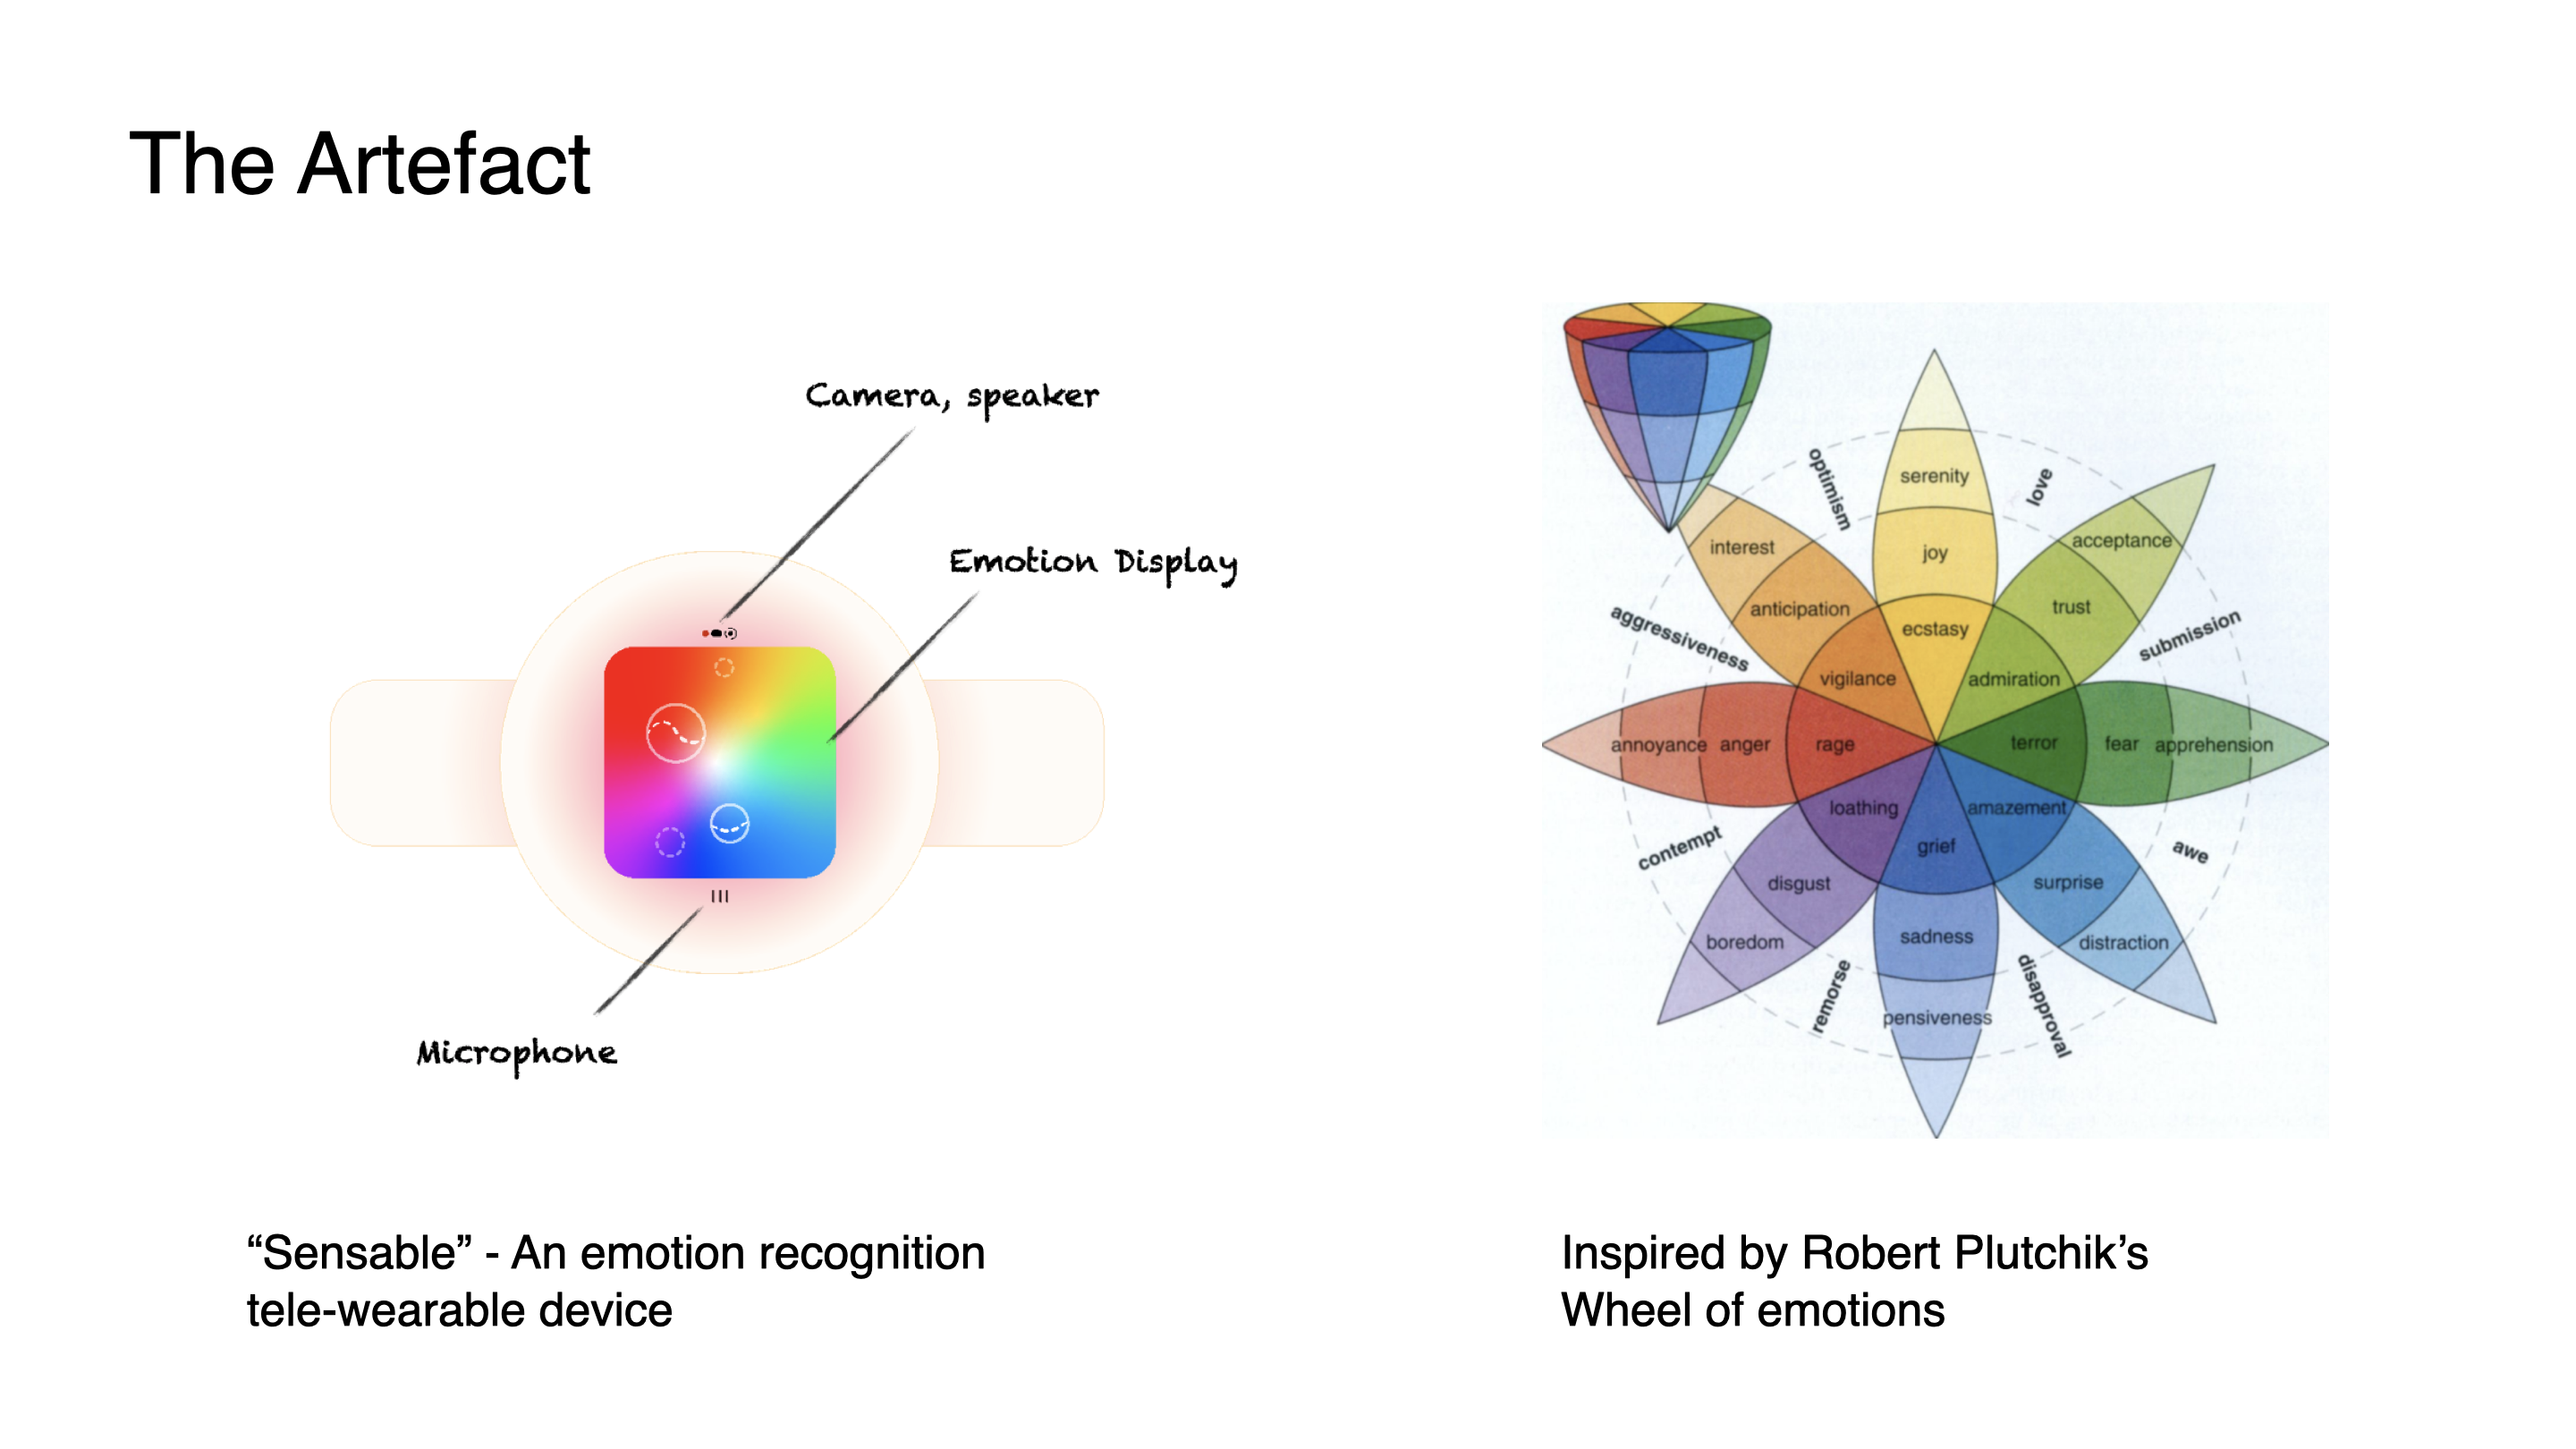 The Artefact
Camera, speaker
Emotion Display
Microphone
“Sensable” - An emotion recognition
tele-wearable device
optimism
serenity
love
interest
joy
acceptance
anticipation
trust
aggressiveness
ecstasy
submission
vigilance
admiration
annoyance anger rage terror fear apprehension
loathing
amazement
contempt
grief
awe
disgust
surprise
boredom
sadness
distraction
remorse
pensiveness
disapproval
Inspired by Robert Plutchik’s
Wheel of emotions